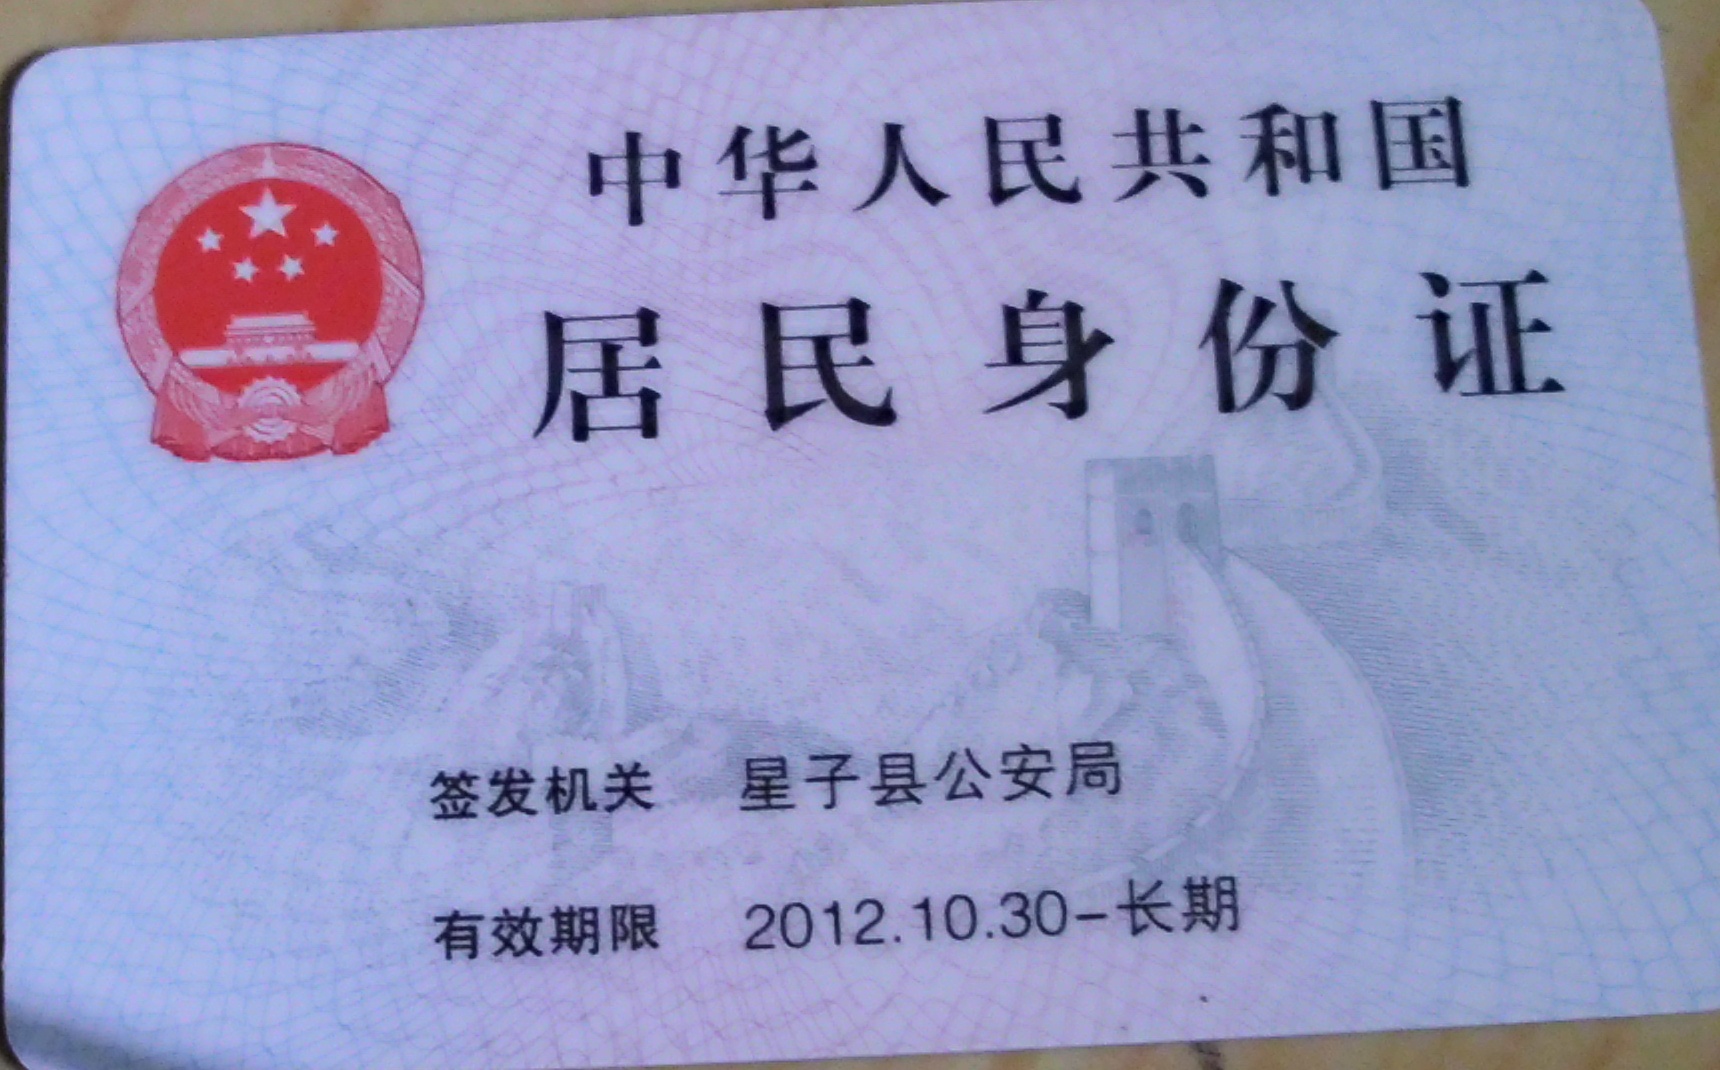 中华人民共和国
居民身份证
签发机关 星子县公安局
有效期限 2012.10.30-长期